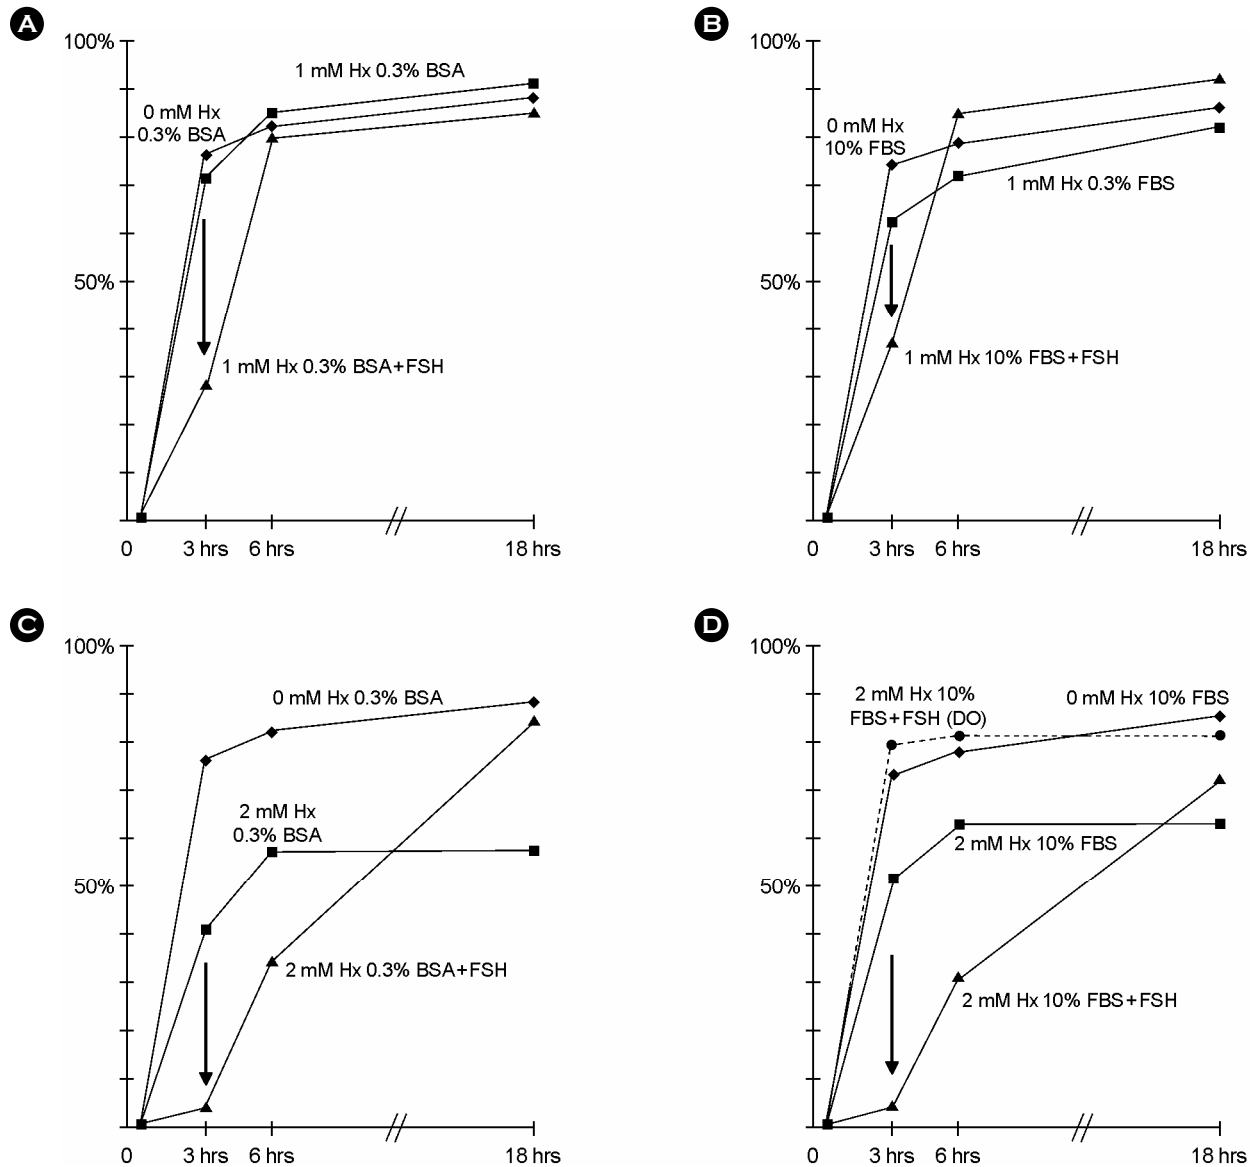 A
100%
1 mM Hx 0.3% BSA
0 mM Hx
0.3% BSA
50%
1 mM Hx 0.3% BSA+FSH
0
3 hrs
6 hrs
18 hrs
B
100%
0 mM Hx
10% FBS
1 mM Hx 0.3% FBS
50%
1 mM Hx 10% FBS+FSH
0
3 hrs
6 hrs
18 hrs
C
100%
0 mM Hx 0.3% BSA
2 mM Hx
0.3% BSA
50%
2 mM Hx 0.3% BSA+FSH
0
3 hrs
6 hrs
18 hrs
D
100%
2 mM Hx 10%
FBS+FSH (DO)
0 mM Hx 10% FBS
2 mM Hx 10% FBS
50%
2 mM Hx 10% FBS+FSH
0
3 hrs
6 hrs
18 hrs